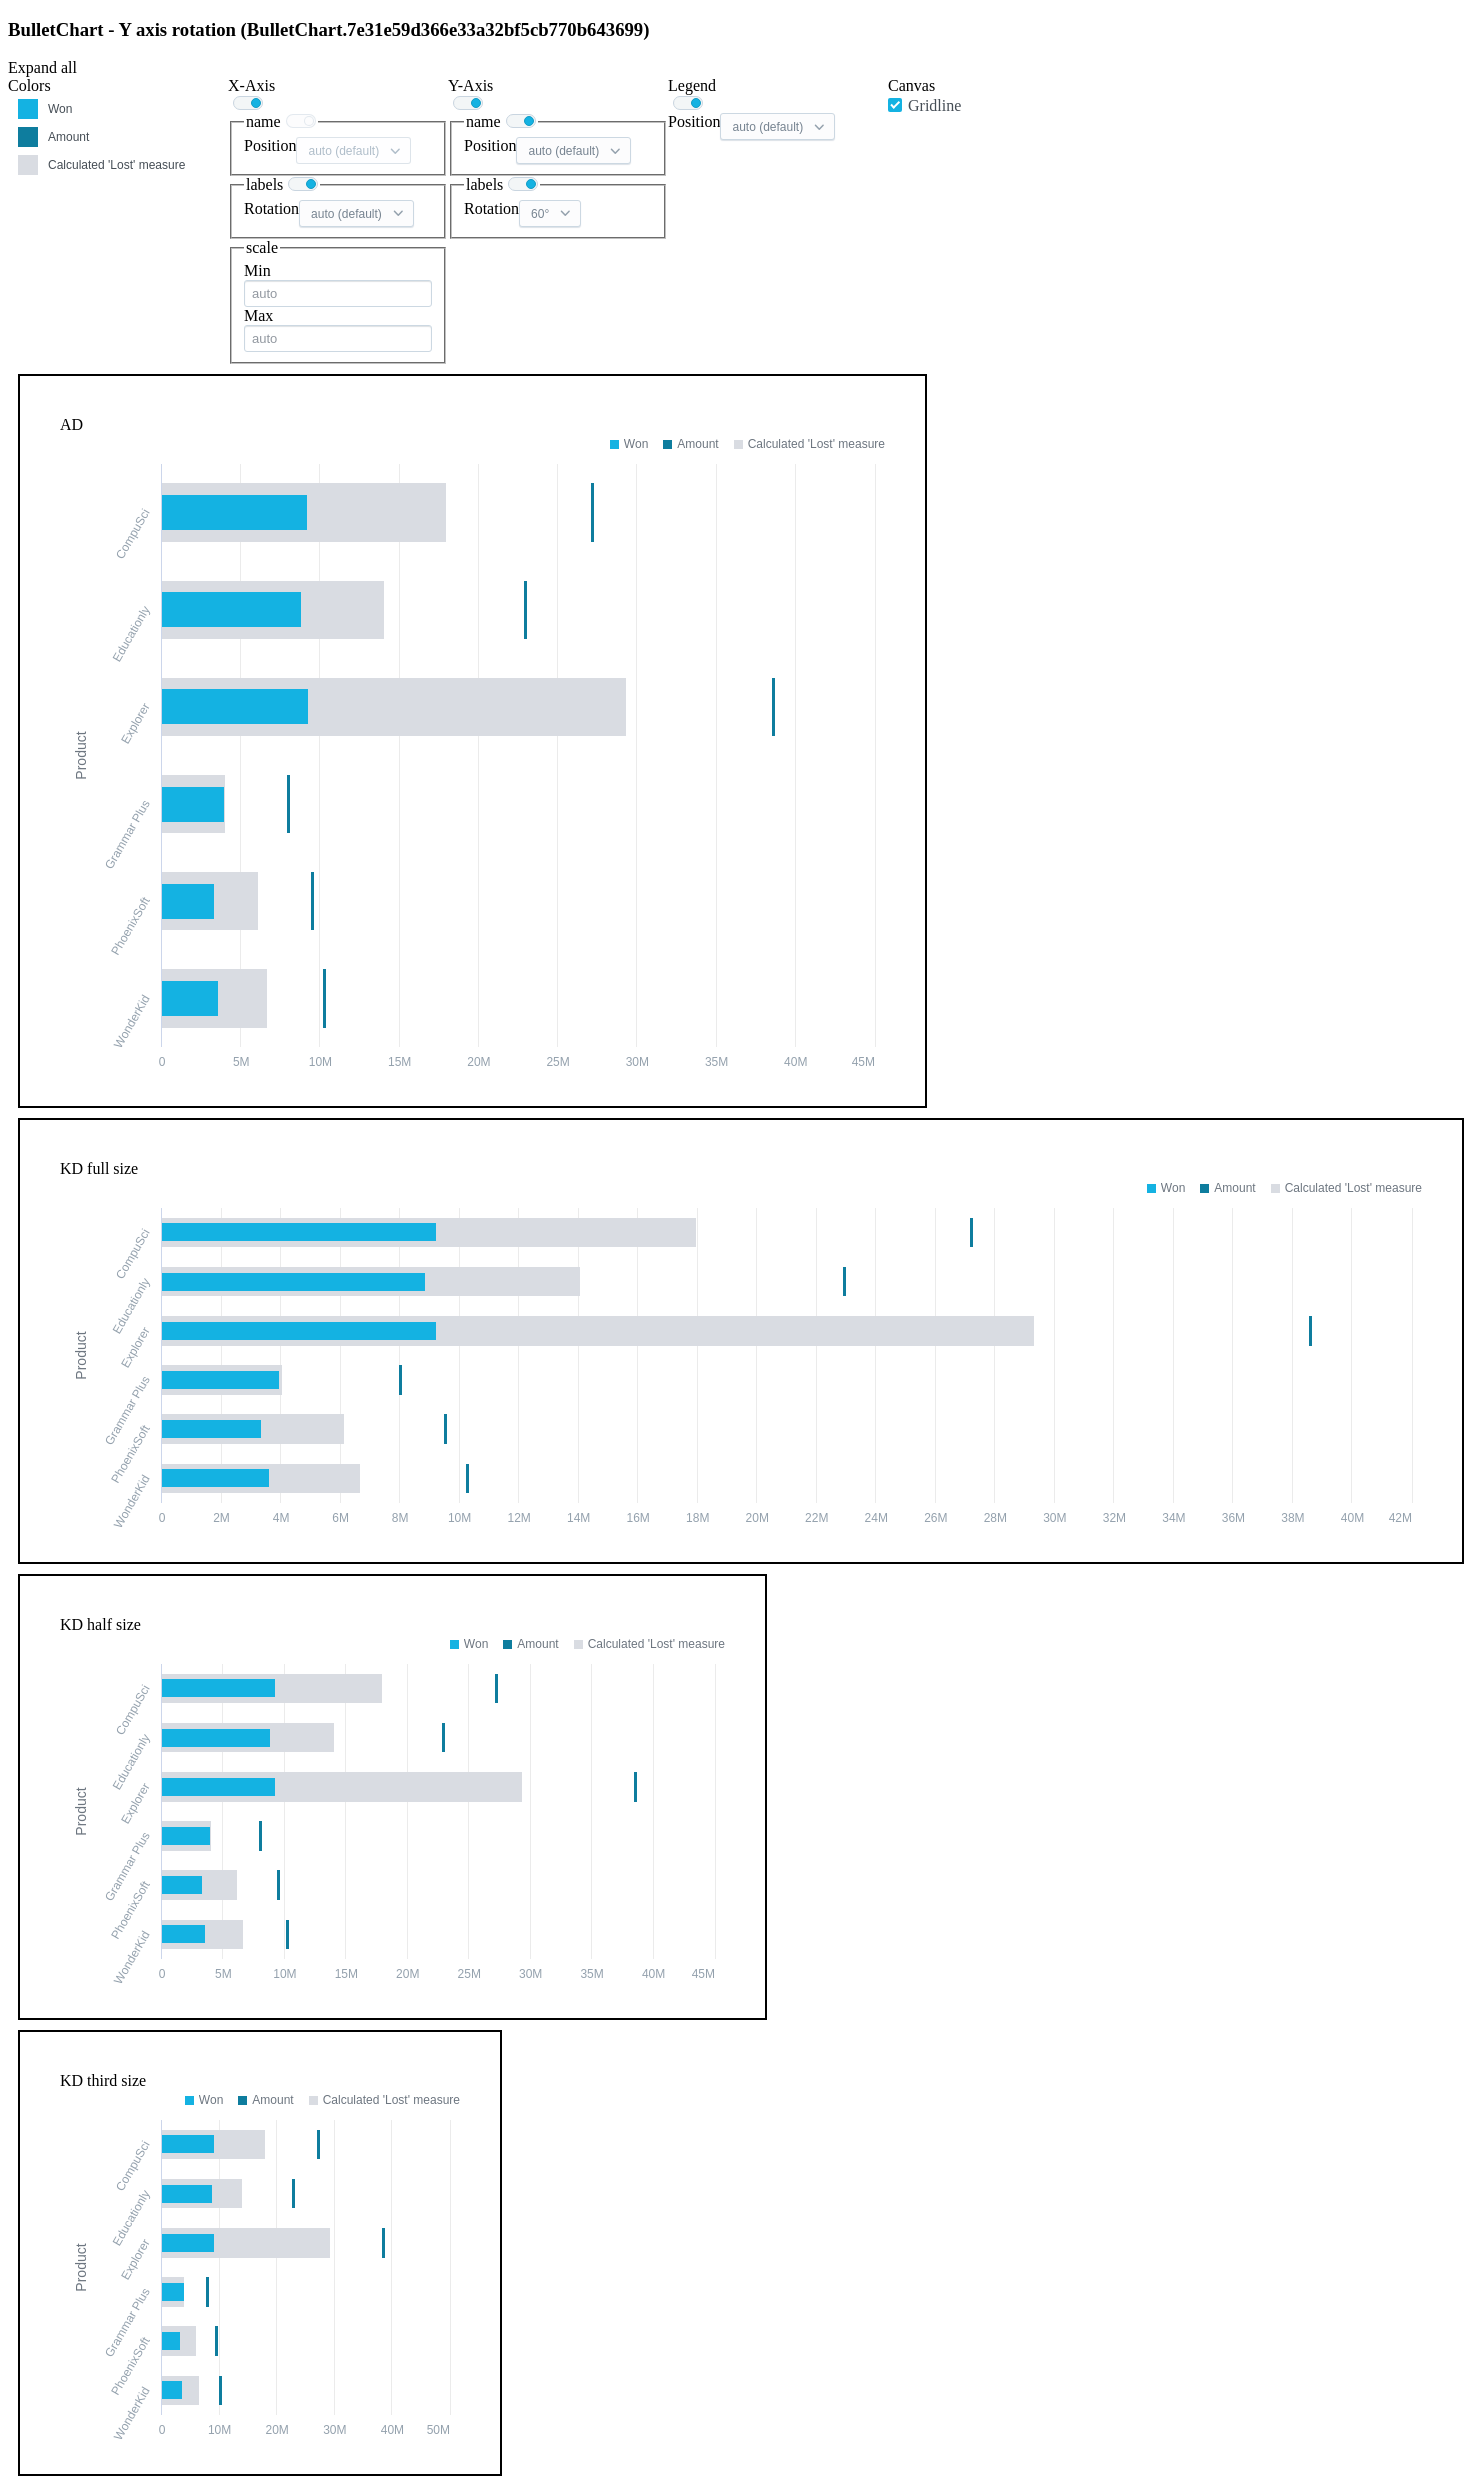 BulletChart - Y axis rotation (BulletChart.7e31e59d366e33a32bf5cb770b643699)
Expand all
Colors
Won
Amount
Calculated 'Lost' measure
X-Axis
name
Position auto (default)
labels
Rotation auto (default)
scale
Min
auto
Max
auto
Y-Axis
name
Position auto (default)
labels
Rotation 60°
Legend
Position auto (default)
Canvas
Gridline
AD
Won Amount Calculated 'Lost' measure
Product
CompuSci
Educationly
Explorer
Grammar Plus
PhoenixSoft
WonderKid
0 5M 10M 15M 20M 25M 30M 35M 40M 45M
KD full size
Won Amount Calculated 'Lost' measure
Product
CompuSci
Educationly
Explorer
Grammar Plus
PhoenixSoft
WonderKid
0 2M 4M 6M 8M 10M 12M 14M 16M 18M 20M 22M 24M 26M 28M 30M 32M 34M 36M 38M 40M 42M
KD half size
Won Amount Calculated 'Lost' measure
Product
CompuSci
Educationly
Explorer
Grammar Plus
PhoenixSoft
WonderKid
0 5M 10M 15M 20M 25M 30M 35M 40M 45M
KD third size
Won Amount Calculated 'Lost' measure
Product
CompuSci
Educationly
Explorer
Grammar Plus
PhoenixSoft
WonderKid
0 10M 20M 30M 40M 50M